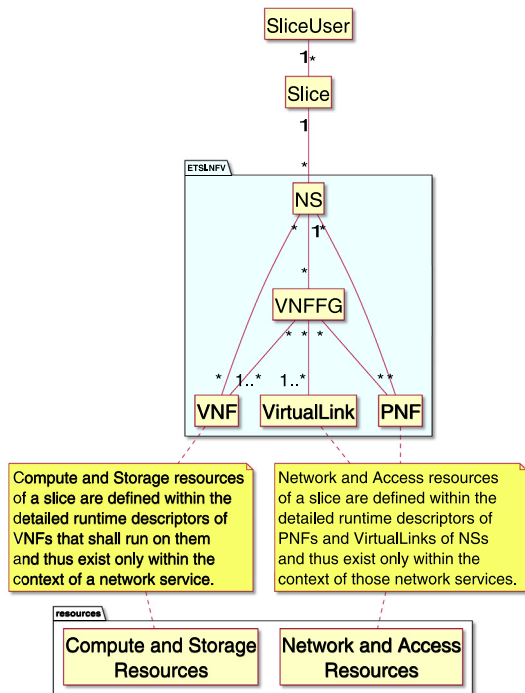 SliceUser
1 *
Slice
1
*
ETSI.NFV
NS
* 1 *
*
VNFFG
* * *
* 1..* 1..* * *
VNF VirtualLink PNF
Compute and Storage resources
of a slice are defined within the
detailed runtime descriptors of
VNFs that shall run on them
and thus exist only within the
context of a network service.
Network and Access resources
of a slice are defined within the
detailed runtime descriptors of
PNFs and VirtualLinks of NSs
and thus exist only within the
context of those network services.
resources
Compute and Storage
Resources
Network and Access
Resources